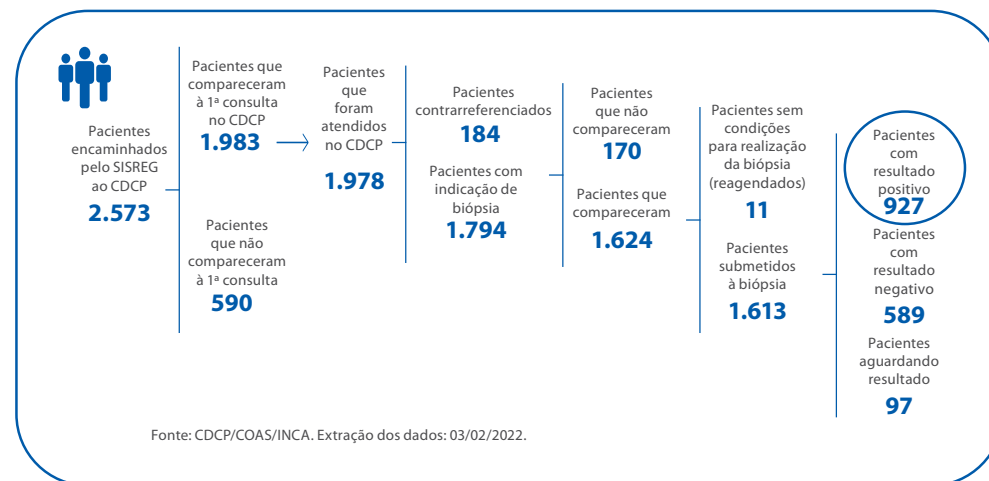 Pacientes
encaminhados
pelo SISREG
ao CDCP
2.573
Pacientes que
compareceram
à 1ª consulta
no CDCP
1.983
Pacientes
que não
compareceram
à 1ª consulta
590
Pacientes
que
foram
atendidos
no CDCP
1.978
Pacientes
contrarreferenciados
184
Pacientes com
indicação de
biópsia
1.794
Pacientes
que não
compareceram
170
Pacientes que
compareceram
1.624
Pacientes sem
condições
para realização
da biópsia
(reagendados)
11
Pacientes
submetidos
à biópsia
1.613
Pacientes
com
resultado
positivo
927
Pacientes
com
resultado
negativo
589
Pacientes
aguardando
resultado
97
Fonte: CDCP/COAS/INCA. Extração dos dados: 03/02/2022.